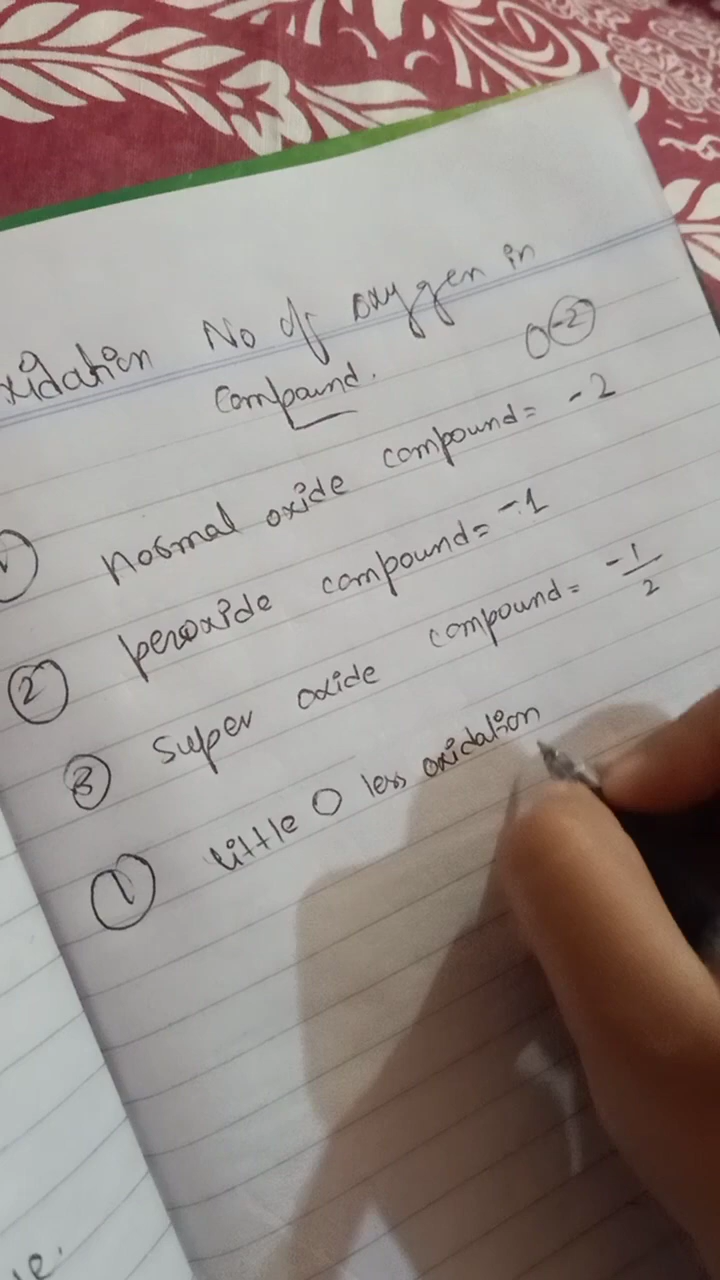 xidation No of oxygen in
compound.
O -2
① normal oxide compound = -2
② peroxide compound = -1
③ super oxide compound = -1/2
① little O less oxidation
e.